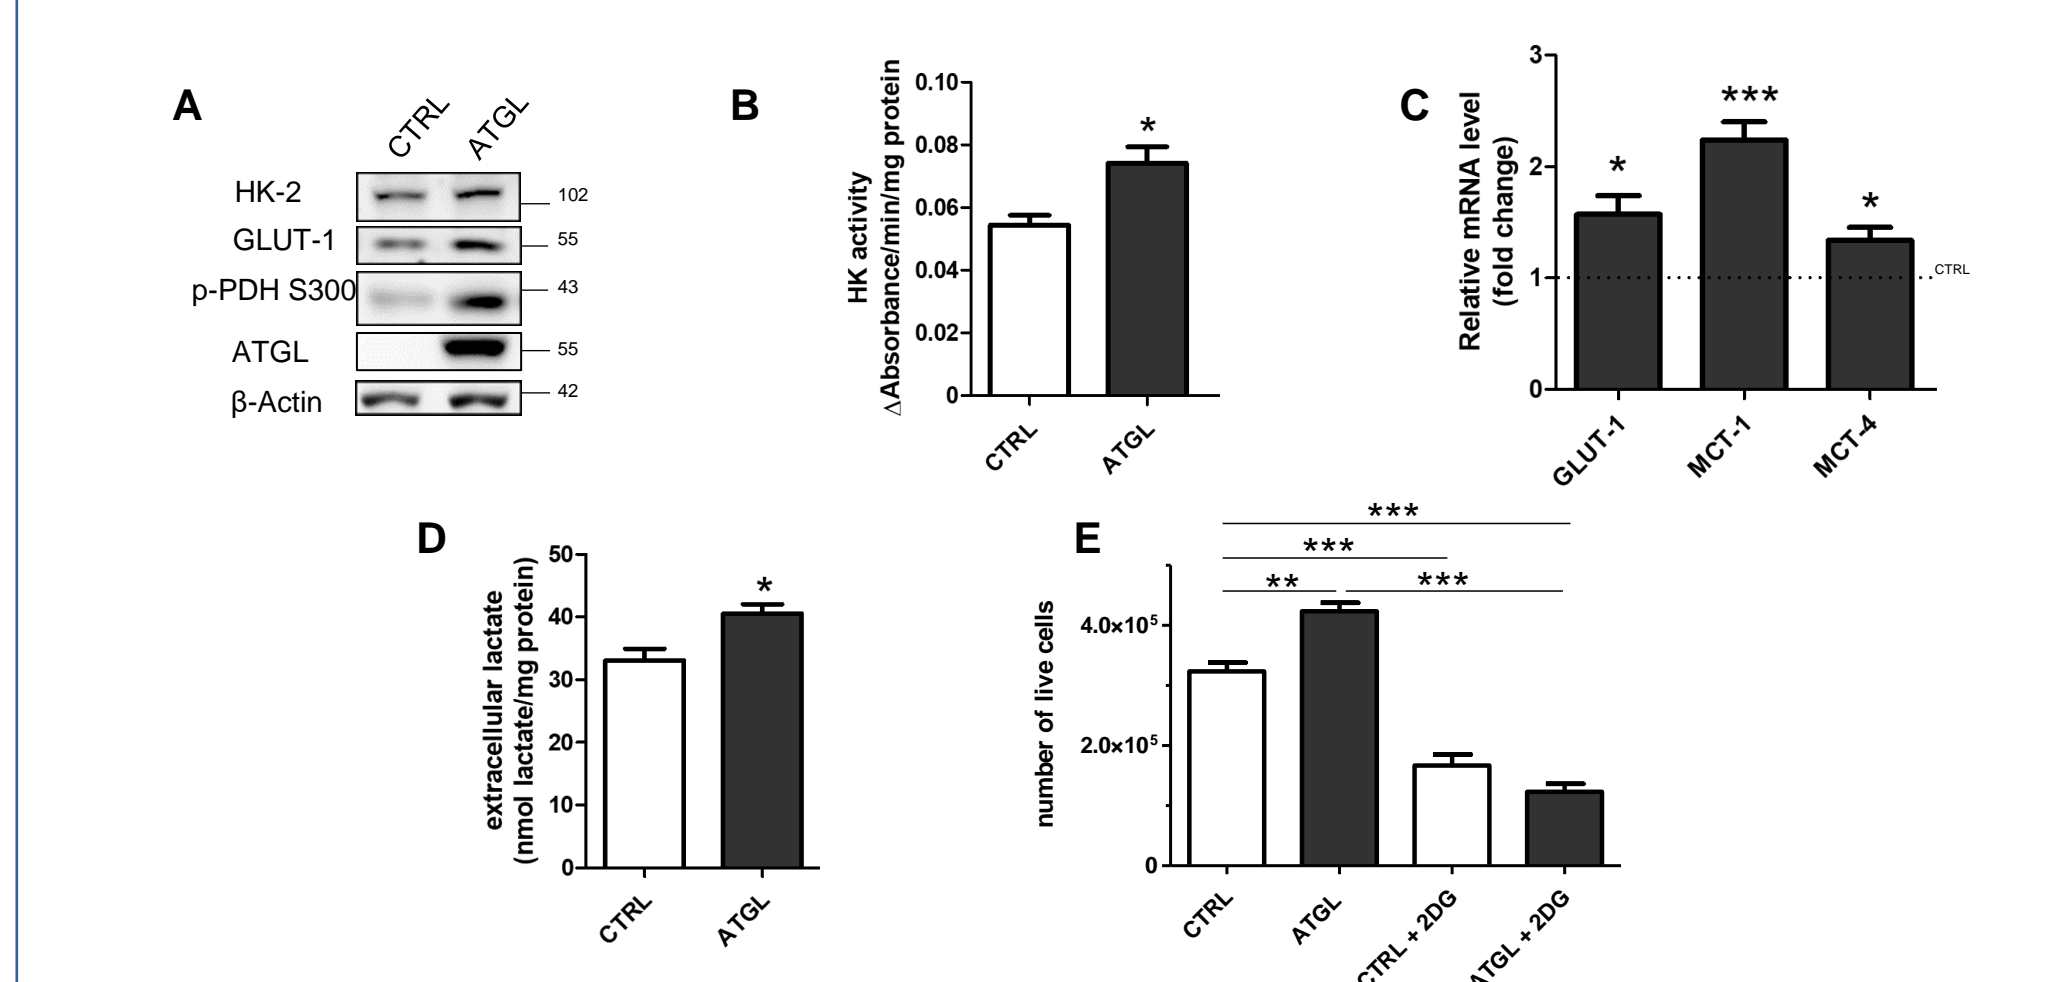 A
CTRL
ATGL
HK-2
102
GLUT-1
55
p-PDH S300
43
ATGL
55
β-Actin
42
B
HK activity
△Absorbance/min/mg protein
0.10
0.08
0.06
0.04
0.02
0
*
CTRL
ATGL
C
Relative mRNA level
(fold change)
3
2
1
0
*
***
*
CTRL
GLUT-1
MCT-1
MCT-4
D
extracellular lactate
(nmol lactate/mg protein)
50
40
30
20
10
0
*
CTRL
ATGL
E
number of live cells
4.0×10⁵
2.0×10⁵
0
***
***
**
***
CTRL
ATGL
CTRL + 2DG
ATGL + 2DG